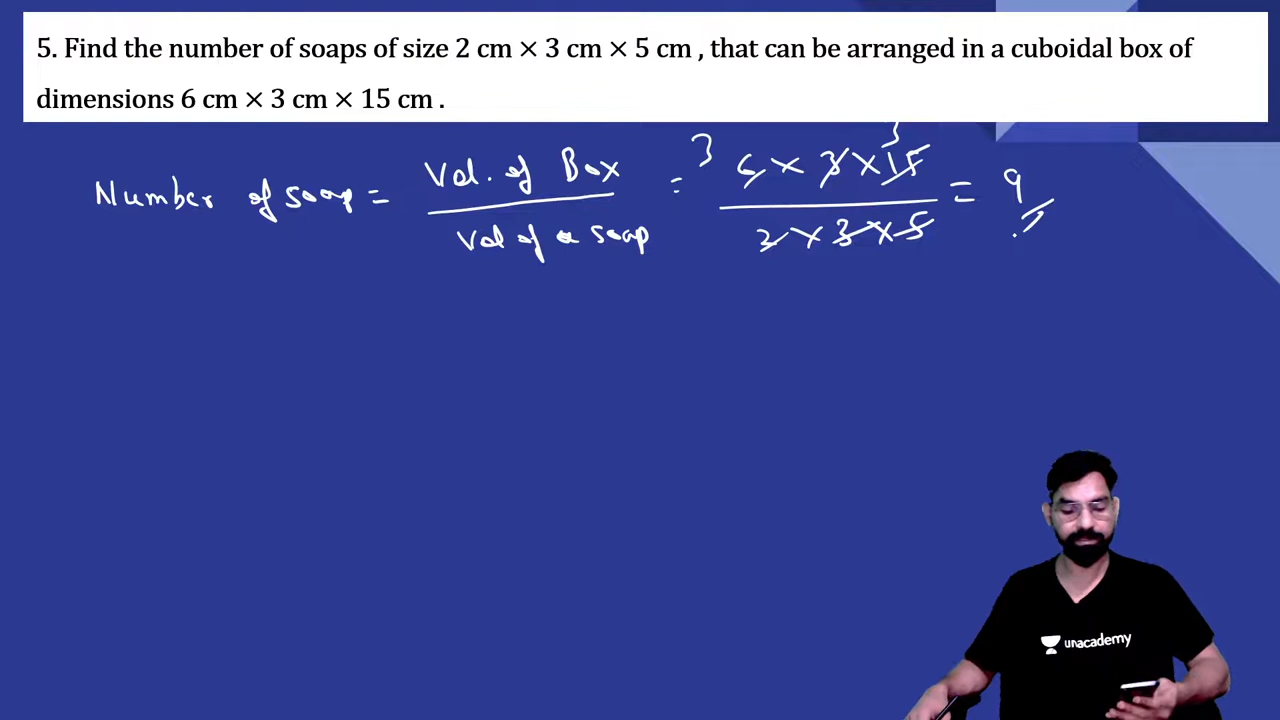 5. Find the number of soaps of size 2 cm × 3 cm × 5 cm , that can be arranged in a cuboidal box of
dimensions 6 cm × 3 cm × 15 cm .
3
Number of soap = Vol. of Box = 3 6 × 3 × 15 = 9
Vol of a soap 2 × 3 × 5
unacademy